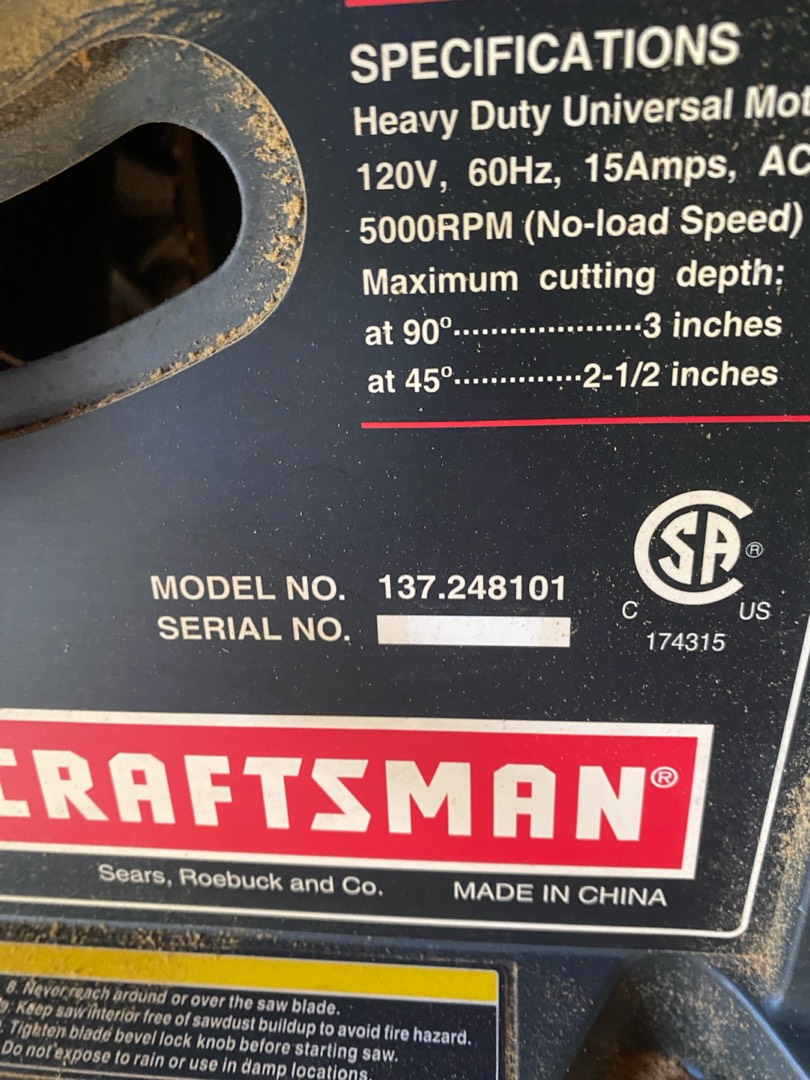 SPECIFICATIONS
Heavy Duty Universal Mot
120V, 60Hz, 15Amps, AC
5000RPM (No-load Speed)
Maximum cutting depth:
at 90º.....................3 inches
at 45º...............2-1/2 inches
MODEL NO. 137.248101
SERIAL NO.
CSA®
C US
174315
CRAFTSMAN®
Sears, Roebuck and Co. MADE IN CHINA
8. Never reach around or over the saw blade.
9. Keep saw interior free of sawdust buildup to avoid fire hazard.
. Tighten blade bevel lock knob before starting saw.
Do not expose to rain or use in damp locations.